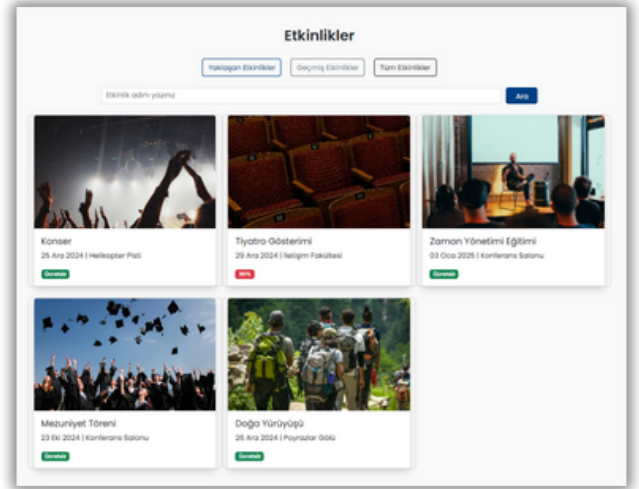 Etkinlikler
Yaklaşan Etkinlikler
Geçmiş Etkinlikler
Tüm Etkinlikler
Etkinlik adını yazınız
Ara
Konser
25 Ara 2024 | Helikopter Pisti
Ücretsiz
Tiyatro Gösterimi
29 Ara 2024 | İletişim Fakültesi
Zaman Yönetimi Eğitimi
03 Oca 2025 | Konferans Salonu
Ücretsiz
Mezuniyet Töreni
23 Eki 2024 | Konferans Salonu
Ücretsiz
Doğa Yürüyüşü
26 Ara 2024 | Poyrazlar Gölü
Ücretsiz